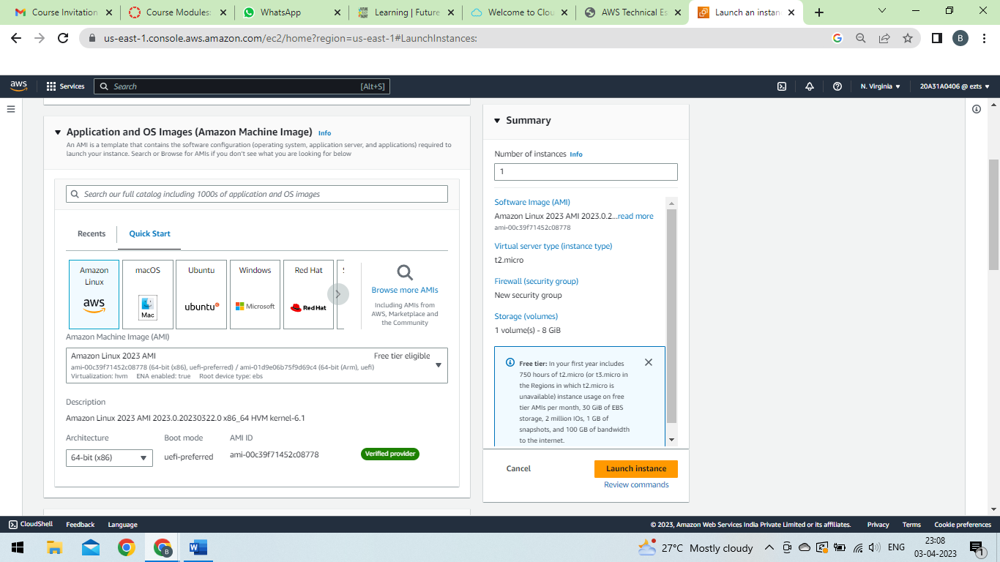 Course Invitation
Course Modules:
WhatsApp
Learning | Future
Welcome to Clou
AWS Technical Es
Launch an instan
us-east-1.console.aws.amazon.com/ec2/home?region=us-east-1#LaunchInstances:
B
aws
Services
Search
[Alt+S]
N. Virginia
20A31A0406 @ ezts
Application and OS Images (Amazon Machine Image) Info
An AMI is a template that contains the software configuration (operating system, application server, and applications) required to
launch your instance. Search or Browse for AMIs if you don't see what you are looking for below
Search our full catalog including 1000s of application and OS images
Recents
Quick Start
Amazon
Linux
aws
macOS
Mac
Ubuntu
ubuntu
Windows
Microsoft
Red Hat
Red Hat
Browse more AMIs
Including AMIs from
AWS, Marketplace and
the Community
Amazon Machine Image (AMI)
Amazon Linux 2023 AMI
Free tier eligible
ami-00c39f71452c08778 (64-bit (x86), uefi-preferred) / ami-01d9e06b75f9d69c4 (64-bit (Arm), uefi)
Virtualization: hvm ENA enabled: true Root device type: ebs
Description
Amazon Linux 2023 AMI 2023.0.20230322.0 x86_64 HVM kernel-6.1
Architecture
Boot mode
AMI ID
64-bit (x86)
uefi-preferred
ami-00c39f71452c08778
Verified provider
Summary
Number of instances Info
1
Software Image (AMI)
Amazon Linux 2023 AMI 2023.0.2...read more
ami-00c39f71452c08778
Virtual server type (instance type)
t2.micro
Firewall (security group)
New security group
Storage (volumes)
1 volume(s) - 8 GiB
Free tier: In your first year includes
750 hours of t2.micro (or t3.micro in
the Regions in which t2.micro is
unavailable) instance usage on free
tier AMIs per month, 30 GiB of EBS
storage, 2 million IOs, 1 GB of
snapshots, and 100 GB of bandwidth
to the internet.
Cancel
Launch instance
Review commands
CloudShell
Feedback
Language
© 2023, Amazon Web Services India Private Limited or its affiliates.
Privacy
Terms
Cookie preferences
B
27°C Mostly cloudy
ENG
23:08
03-04-2023
1